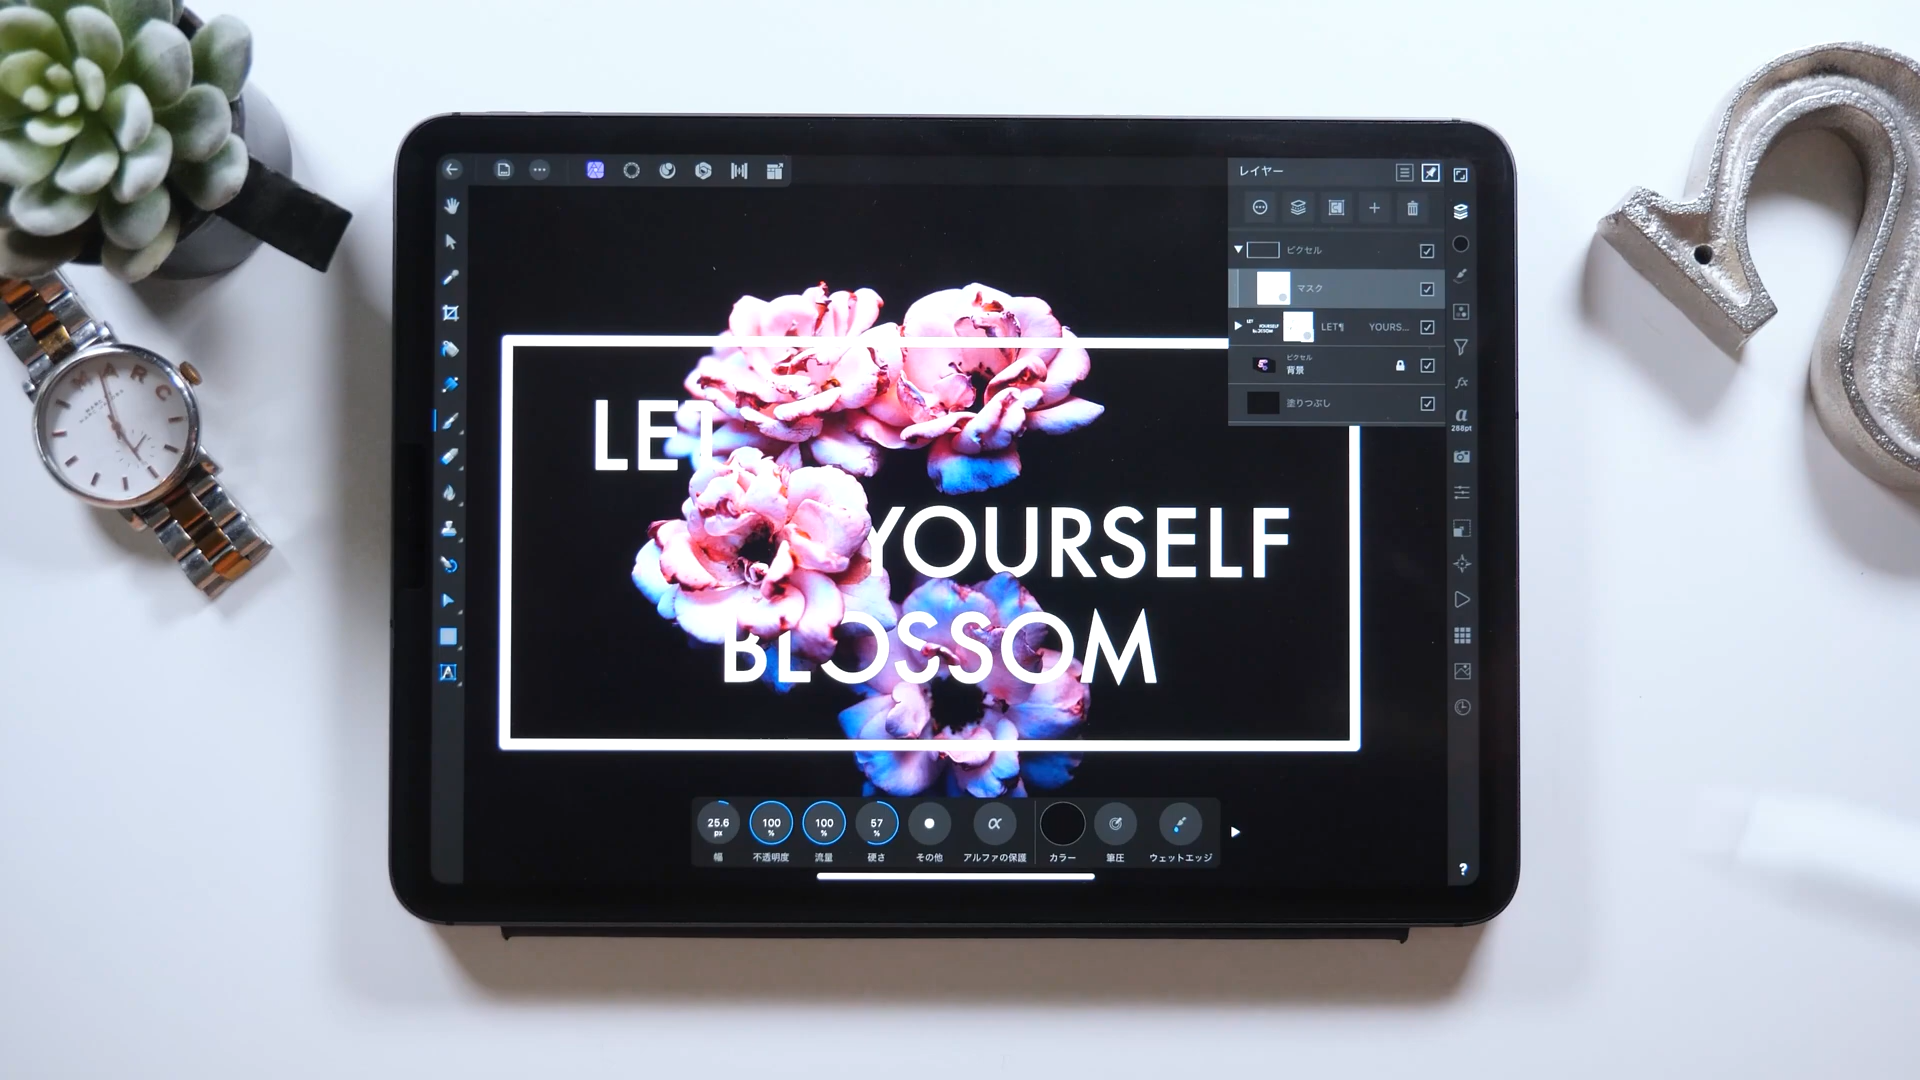 レイヤー
ピクセル
マスク
LET¶ YOURS...
ピクセル
背景
塗りつぶし
fx
a
288pt
MARC
LET
YOURSELF
BLOSSOM
25.6 px
100 %
100 %
57 %
α
幅
不透明度
流量
硬さ
その他
アルファの保護
カラー
筆圧
ウェットエッジ
?
A